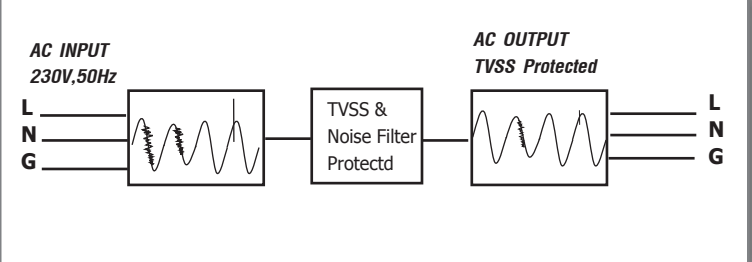 AC INPUT
230V,50Hz
L
N
G
TVSS &
Noise Filter
Protectd
AC OUTPUT
TVSS Protected
L
N
G